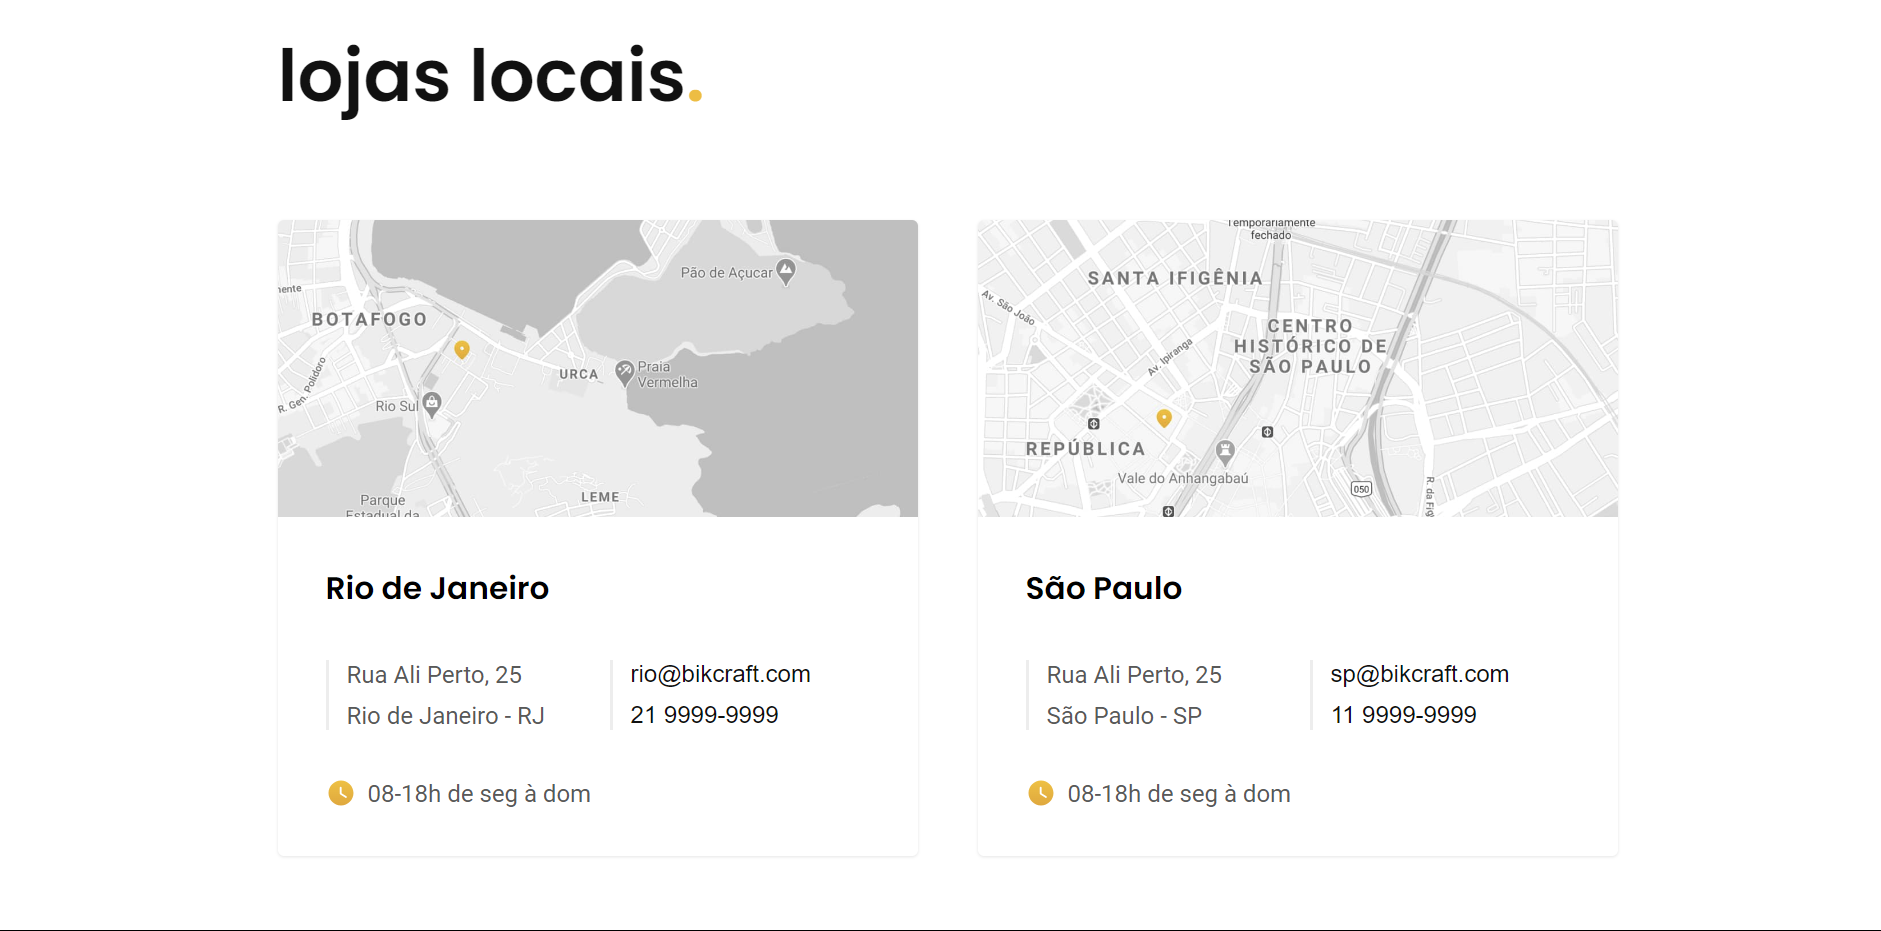 lojas locais.
Pão de Açucar
mente
BOTAFOGO
Praia
Vermelha
URCA
R. Gen. Polidoro
Rio Sul
LEME
Parque
Estadual da
Temporariamente
fechado
SANTA IFIGÊNIA
Av. São João
CENTRO
HISTÓRICO DE
SÃO PAULO
Av. Ipiranga
REPÚBLICA
Vale do Anhangabaú
050
R. da Fig
Rio de Janeiro
Rua Ali Perto, 25
Rio de Janeiro - RJ
rio@bikcraft.com
21 9999-9999
08-18h de seg à dom
São Paulo
Rua Ali Perto, 25
São Paulo - SP
sp@bikcraft.com
11 9999-9999
08-18h de seg à dom